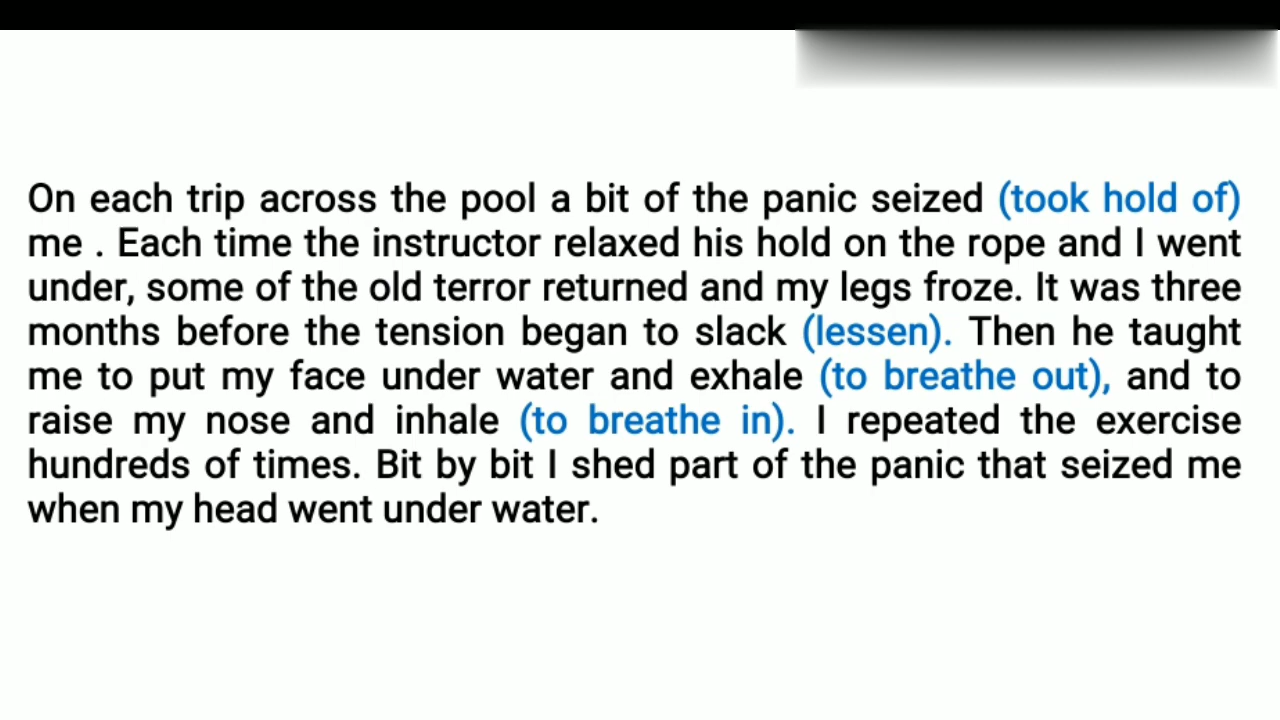 On each trip across the pool a bit of the panic seized (took hold of)
me . Each time the instructor relaxed his hold on the rope and I went
under, some of the old terror returned and my legs froze. It was three
months before the tension began to slack (lessen). Then he taught
me to put my face under water and exhale (to breathe out), and to
raise my nose and inhale (to breathe in). I repeated the exercise
hundreds of times. Bit by bit I shed part of the panic that seized me
when my head went under water.